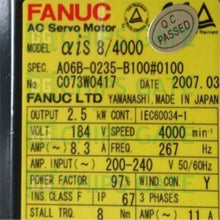 FANUC
AC Servo Motor
MODEL αiS 8/4000
Q.C
PASSED
SPEC. A06B-0235-B100#0100
No. C073W0417 DATE 2007.03
FANUC LTD YAMANASHI, MADE IN JAPAN
OUTPUT 2.5 kW CONT. IEC60034-1
VOLT(~) 184 V SPEED 4000 min⁻¹
AMP(~) 8.3 A FREQ. 267 Hz
AMP.INPUT 200-240 V 50/60Hz
POWER FACTOR 97% WIND.CON. Y
INS.CLASS F IP 67 3 PHASES
STALL TRQ. 8 Nm